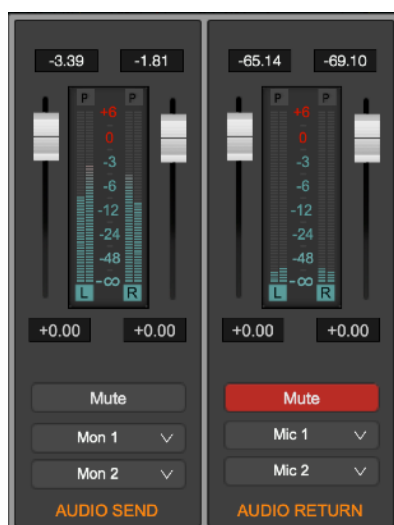 -3.39 -1.81
P P
+6
0
-3
-6
-12
-24
-48
-∞
L R
+0.00 +0.00
Mute
Mon 1
Mon 2
AUDIO SEND
-65.14 -69.10
P P
+6
0
-3
-6
-12
-24
-48
-∞
L R
+0.00 +0.00
Mute
Mic 1
Mic 2
AUDIO RETURN